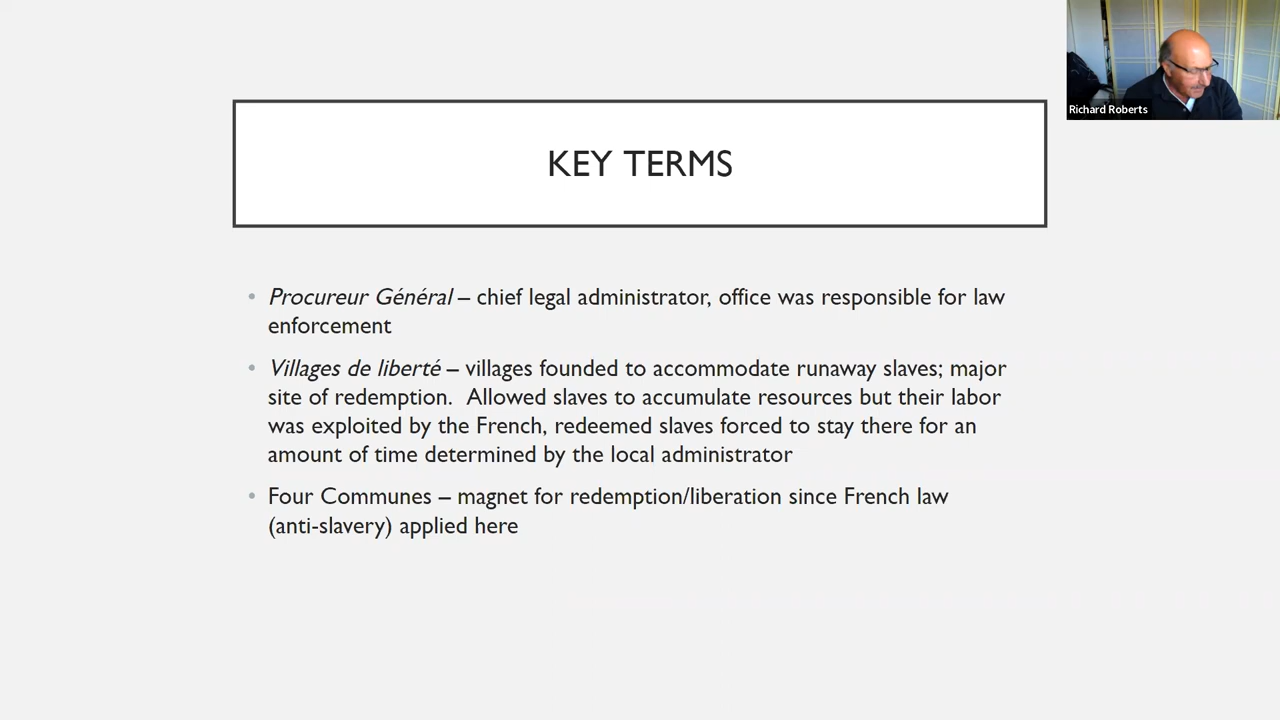 Richard Roberts
KEY TERMS
• Procureur Général – chief legal administrator, office was responsible for law
enforcement
• Villages de liberté – villages founded to accommodate runaway slaves; major
site of redemption.  Allowed slaves to accumulate resources but their labor
was exploited by the French, redeemed slaves forced to stay there for an
amount of time determined by the local administrator
• Four Communes – magnet for redemption/liberation since French law
(anti-slavery) applied here